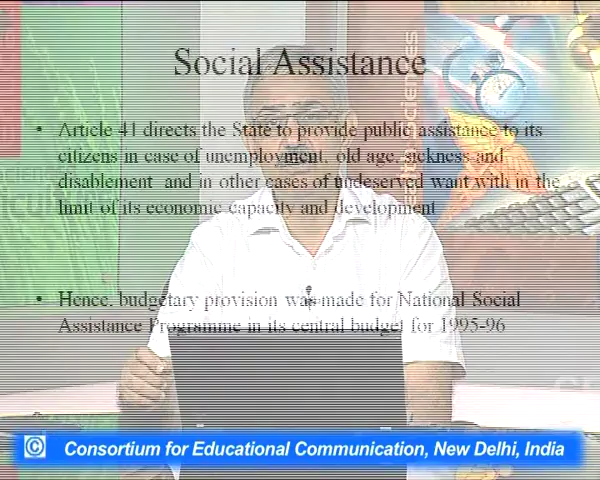 Social Assistance
• Article 41 directs the State to provide public assistance to its
citizens in case of unemployment, old age, sickness and
disablement and in other cases of undeserved want with in the
limit of its economic capacity and development
• Hence, budgetary provision was made for National Social
Assistance Programme in its central budget for 1995-96
© Consortium for Educational Communication, New Delhi, India